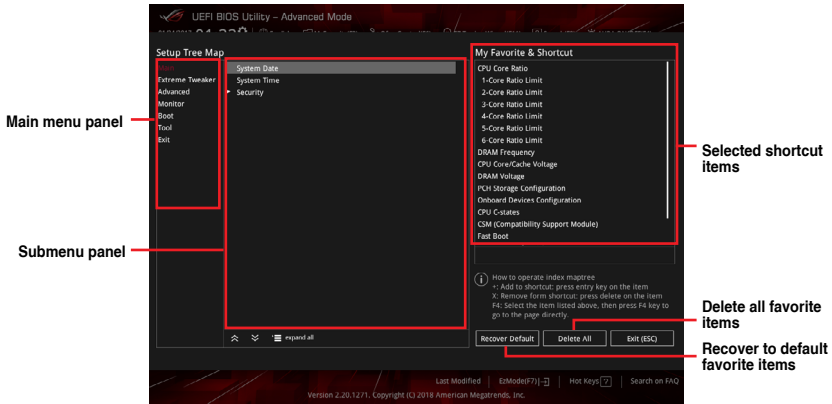 UEFI BIOS Utility – Advanced Mode
Setup Tree Map
My Favorite & Shortcut
Main
Extreme Tweaker
Advanced
Monitor
Boot
Tool
Exit
System Date
System Time
Security
CPU Core Ratio
1-Core Ratio Limit
2-Core Ratio Limit
3-Core Ratio Limit
4-Core Ratio Limit
5-Core Ratio Limit
6-Core Ratio Limit
DRAM Frequency
CPU Core/Cache Voltage
DRAM Voltage
PCH Storage Configuration
Onboard Devices Configuration
CPU C-states
CSM (Compatibility Support Module)
Fast Boot
How to operate index maptree
+: Add to shortcut: press entry key on the item
X: Remove form shortcut: press delete on the item
F4: Select the item listed above, then press F4 key to
go to the page directly.
expand all
Recover Default
Delete All
Exit (ESC)
Last Modified
EzMode(F7)
Hot Keys ?
Search on FAQ
Version 2.20.1271. Copyright (C) 2018 American Megatrends, Inc.
Main menu panel
Submenu panel
Selected shortcut
items
Delete all favorite
items
Recover to default
favorite items